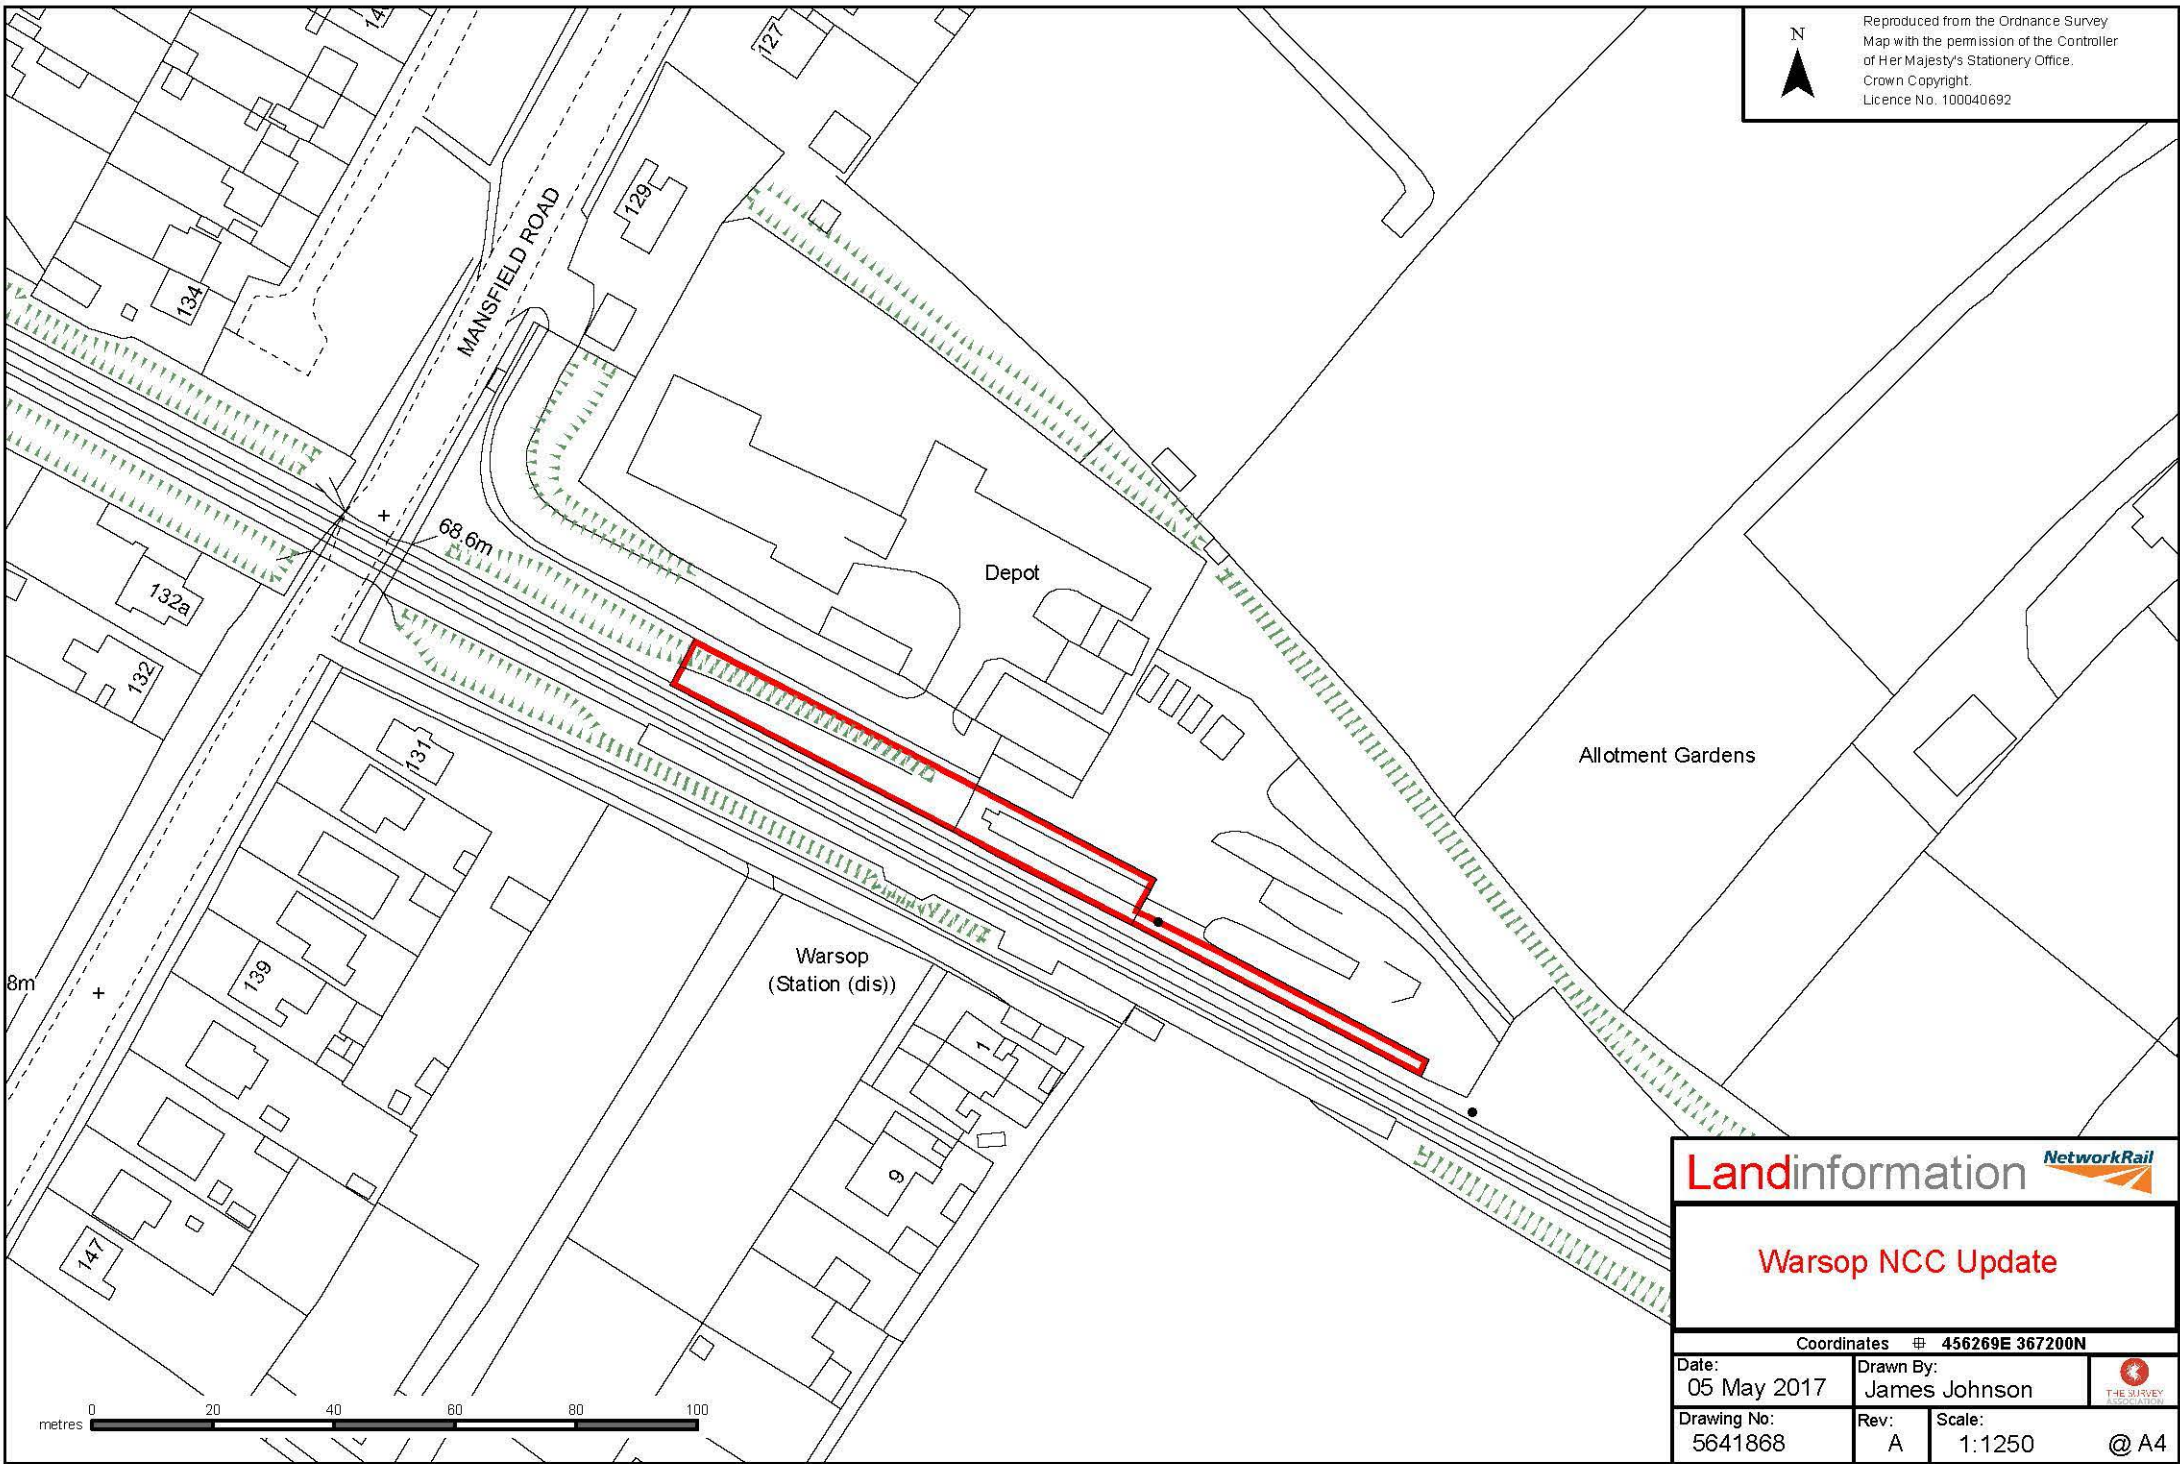 N
Reproduced from the Ordnance Survey
Map with the permission of the Controller
of Her Majesty's Stationery Office.
Crown Copyright.
Licence No. 100040692
127
129
MANSFIELD ROAD
134
68.6m
Depot
132a
132
131
Allotment Gardens
Warsop
(Station (dis))
8m
139
1
9
147
metres 0 20 40 60 80 100
Landinformation NetworkRail
Warsop NCC Update
Coordinates 456269E 367200N
Date: Drawn By:
05 May 2017 James Johnson
THE SURVEY
ASSOCIATION
Drawing No: Rev: Scale:
5641868 A 1:1250 @ A4